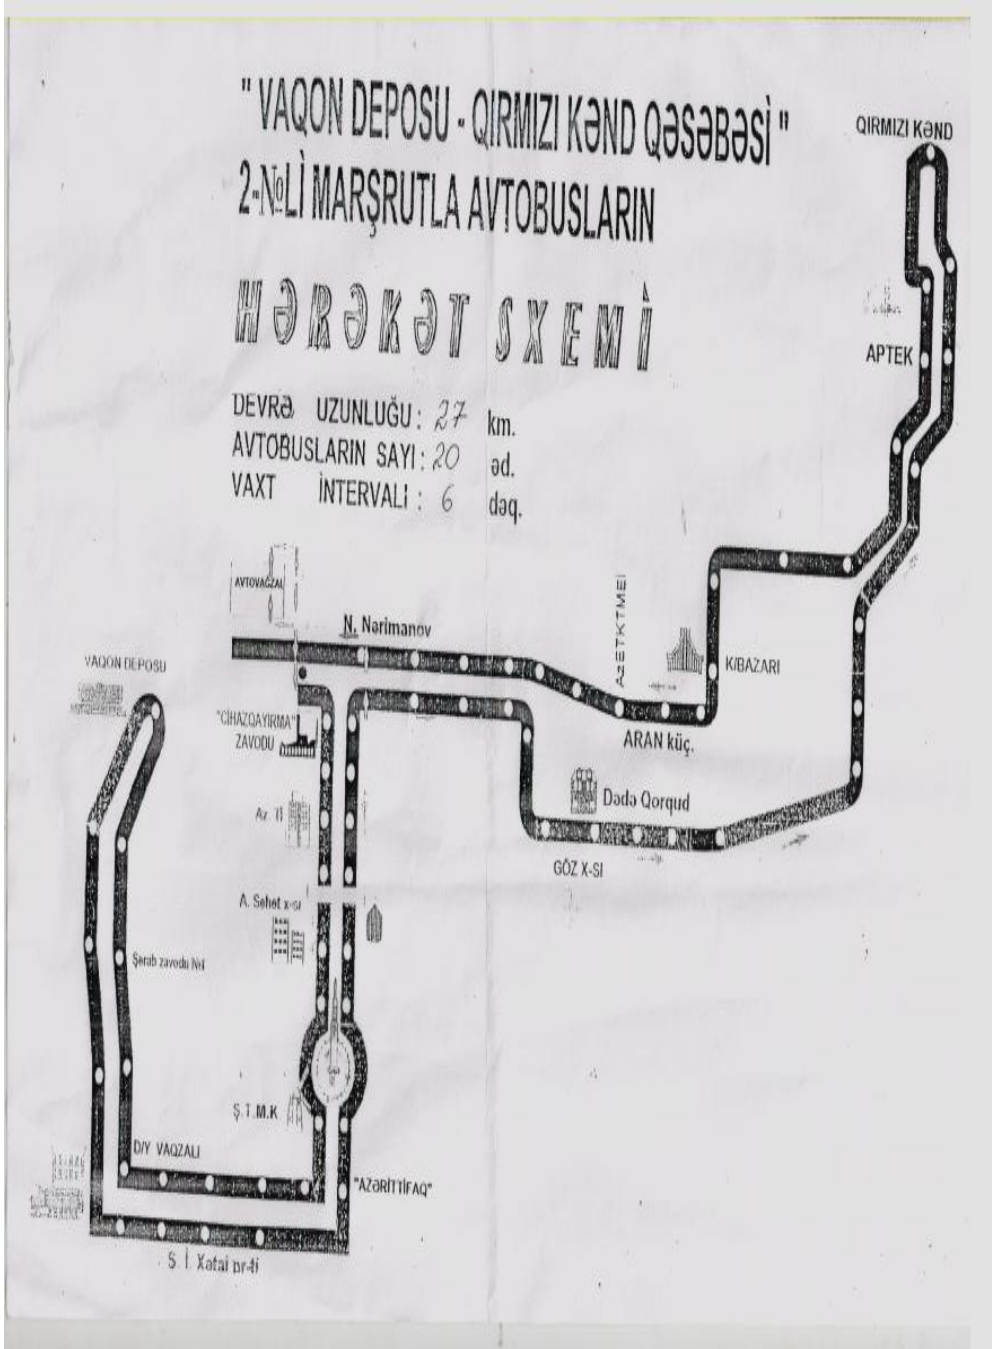 " VAQON DEPOSU - QIRMIZI KƏND QƏSƏBƏSİ "
2-№Lİ MARŞRUTLA AVTOBUSLARIN
HƏRƏKƏT SXEMİ
DEVRƏ UZUNLUĞU: 27 km.
AVTOBUSLARIN SAYI: 20 əd.
VAXT İNTERVALİ: 6 dəq.
QIRMIZI KƏND
APTEK
AVTOVAĞZAL
N. Nərimanov
AzETKTMEİ
K/BAZARI
VAQON DEPOSU
"CİHAZQAYIRMA"
ZAVODU
ARAN küç.
Az. Tİ
Dədə Qorqud
GÖZ X-SI
A. Səhət x-sı
Şərab zavodu №1
Ş.T.M.K
D/Y VAQZALI
"AZƏRİTTİFAQ"
Ş. İ. Xətai pr-ti